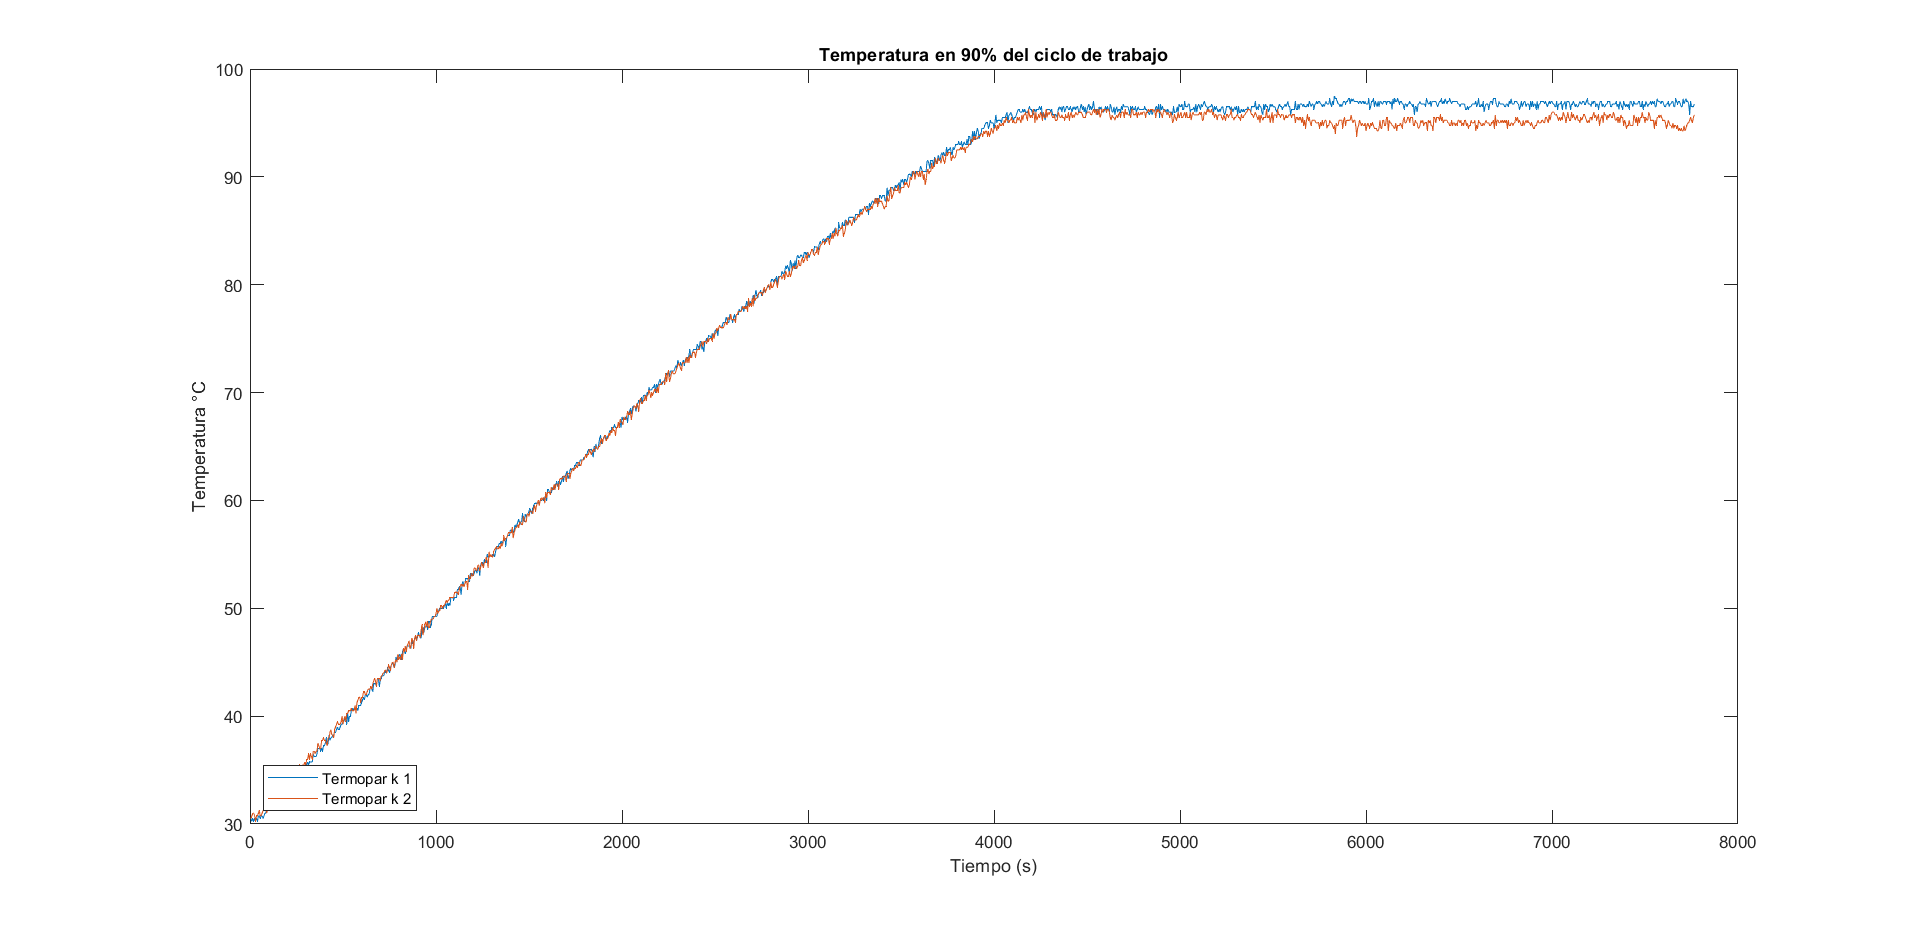 Temperatura en 90% del ciclo de trabajo
100
90
80
70
60
50
40
30
Temperatura °C
Termopar k 1
Termopar k 2
0 1000 2000 3000 4000 5000 6000 7000 8000
Tiempo (s)